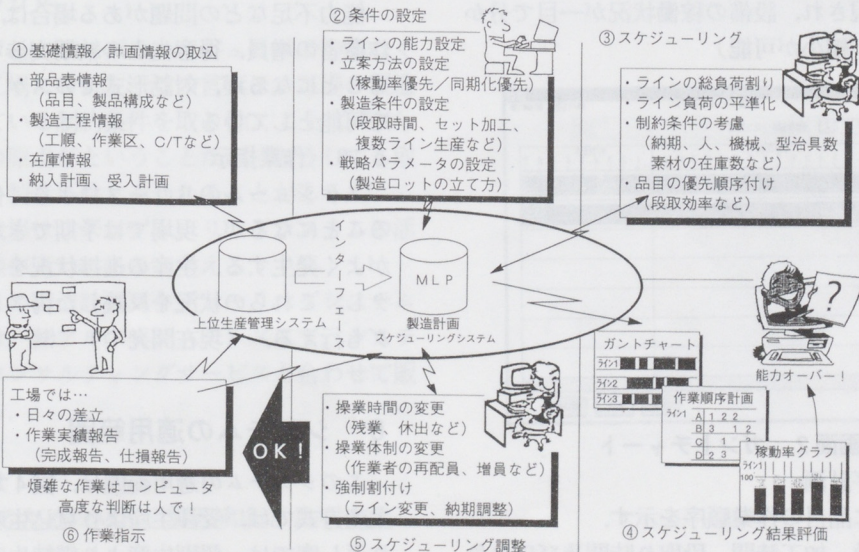 ①基礎情報/計画情報の取込
・部品表情報
（品目、製品構成など）
・製造工程情報
（工順、作業区、C/Tなど）
・在庫情報
・納入計画、受入計画
②条件の設定
・ラインの能力設定
・立案方法の設定
（稼動率優先／同期化優先）
・製造条件の設定
（段取時間、セット加工、
複数ライン生産など）
・戦略パラメータの設定
（製造ロットの立て方）
③スケジューリング
・ラインの総負荷割り
・ライン負荷の平準化
・制約条件の考慮
（納期、人、機械、型治具数
素材の在庫数など）
・品目の優先順序付け
（段取効率など）
インターフェース
MLP
上位生産管理システム
製造計画
スケジューリングシステム
?
能力オーバー！
ガントチャート
ライン1
ライン2
ライン3
作業順序計画
ライン1
A 1 2 2
B 3 1 2
D 2 3
稼動率グラフ
ライン1
100
④スケジューリング結果評価
・操業時間の変更
（残業、休出など）
・操業体制の変更
（作業者の再配員、増員など）
・強制割付け
（ライン変更、納期調整）
⑤スケジューリング調整
OK！
工場では…
・日々の差立
・作業実績報告
（完成報告、仕損報告）
煩雑な作業はコンピュータ
高度な判断は人で！
⑥作業指示